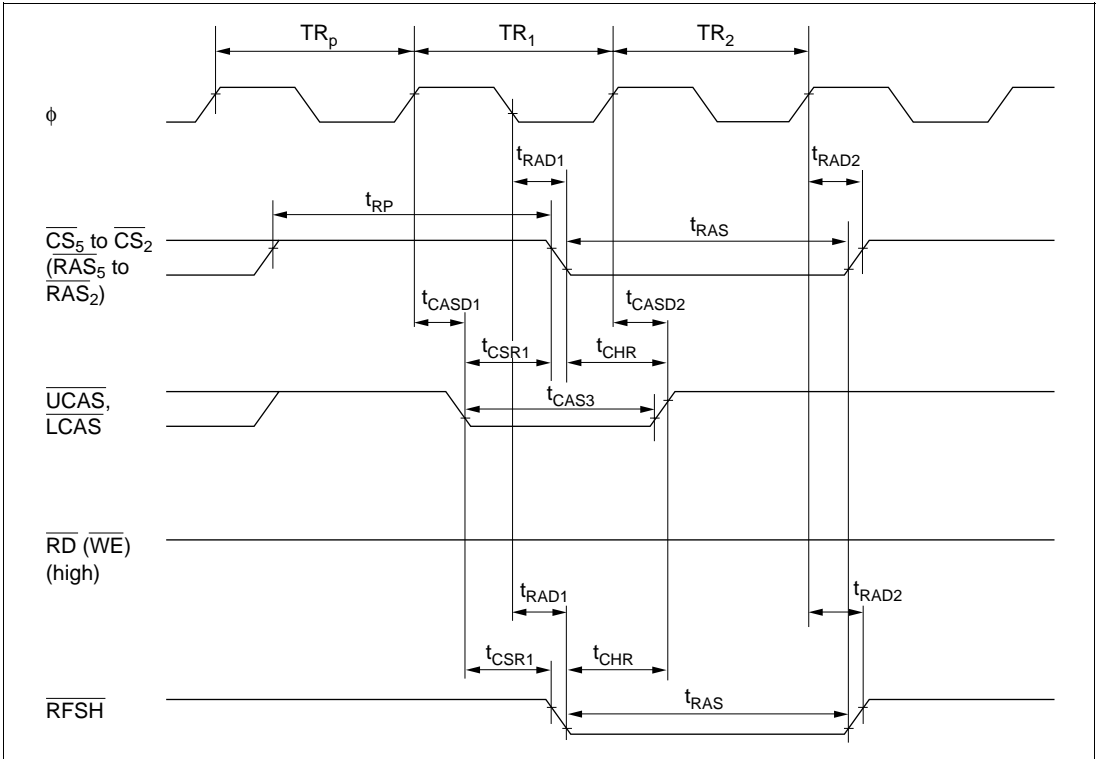 TRp TR1 TR2
φ
tRAD1 tRAD2
tRP
tRAS
CS5 to CS2
(RAS5 to
RAS2)
tCASD1 tCASD2
tCSR1 tCHR
UCAS,
LCAS
tCAS3
RD (WE)
(high)
tRAD1 tRAD2
tCSR1 tCHR
RFSH
tRAS